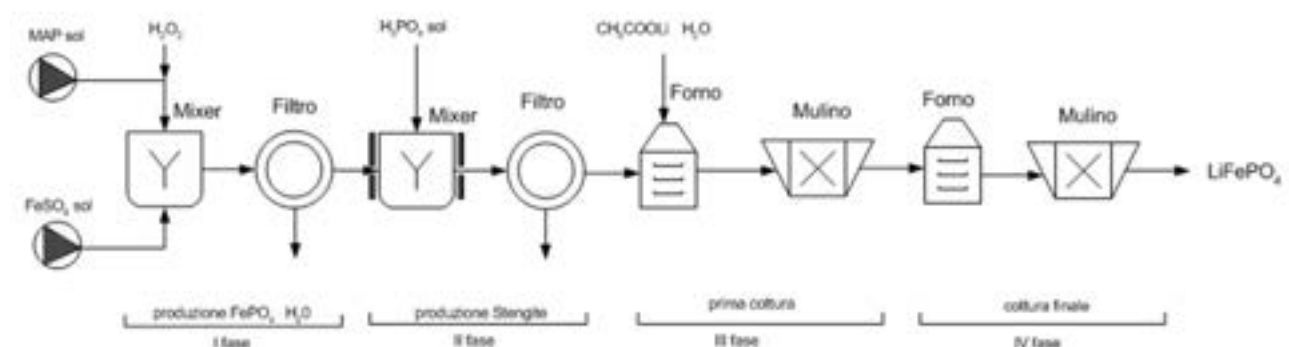 MAP sol
H₂O₂
Mixer
Filtro
FeSO₄ sol
H₃PO₄ sol
Mixer
Filtro
CH₃COOLi H₂O
Forno
Mulino
Forno
Mulino
LiFePO₄
produzione FePO₄ H₂0
I fase
produzione Stengite
II fase
prima cottura
III fase
cottura finale
IV fase